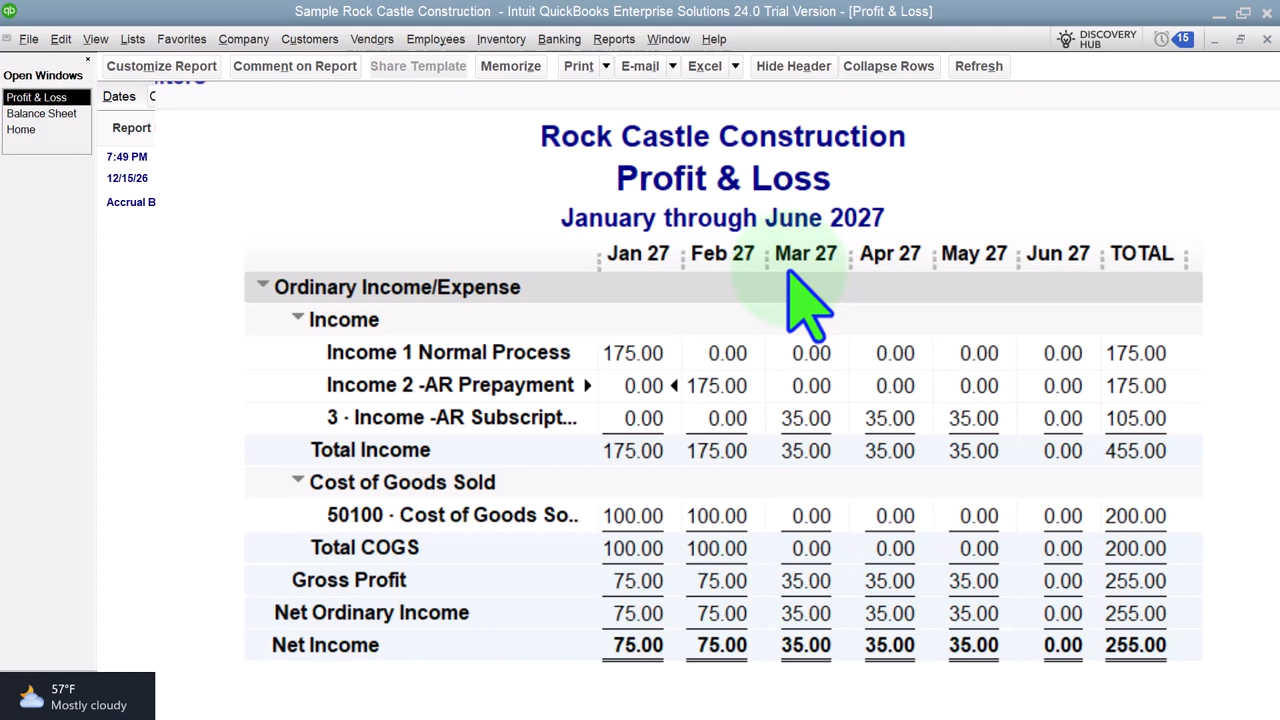 Sample Rock Castle Construction - Intuit QuickBooks Enterprise Solutions 24.0 Trial Version - [Profit & Loss]
File Edit View Lists Favorites Company Customers Vendors Employees Inventory Banking Reports Window Help
DISCOVERY HUB 15
Open Windows
Profit & Loss
Balance Sheet
Home
Customize Report Comment on Report Share Template Memorize Print E-mail Excel Hide Header Collapse Rows Refresh
Dates
Report
7:49 PM
12/15/26
Accrual B
Rock Castle Construction
Profit & Loss
January through June 2027
Jan 27 Feb 27 Mar 27 Apr 27 May 27 Jun 27 TOTAL
Ordinary Income/Expense
Income
Income 1 Normal Process 175.00 0.00 0.00 0.00 0.00 0.00 175.00
Income 2 -AR Prepayment 0.00 175.00 0.00 0.00 0.00 0.00 175.00
3 · Income -AR Subscript... 0.00 0.00 35.00 35.00 35.00 0.00 105.00
Total Income 175.00 175.00 35.00 35.00 35.00 0.00 455.00
Cost of Goods Sold
50100 · Cost of Goods So.. 100.00 100.00 0.00 0.00 0.00 0.00 200.00
Total COGS 100.00 100.00 0.00 0.00 0.00 0.00 200.00
Gross Profit 75.00 75.00 35.00 35.00 35.00 0.00 255.00
Net Ordinary Income 75.00 75.00 35.00 35.00 35.00 0.00 255.00
Net Income 75.00 75.00 35.00 35.00 35.00 0.00 255.00
57°F
Mostly cloudy